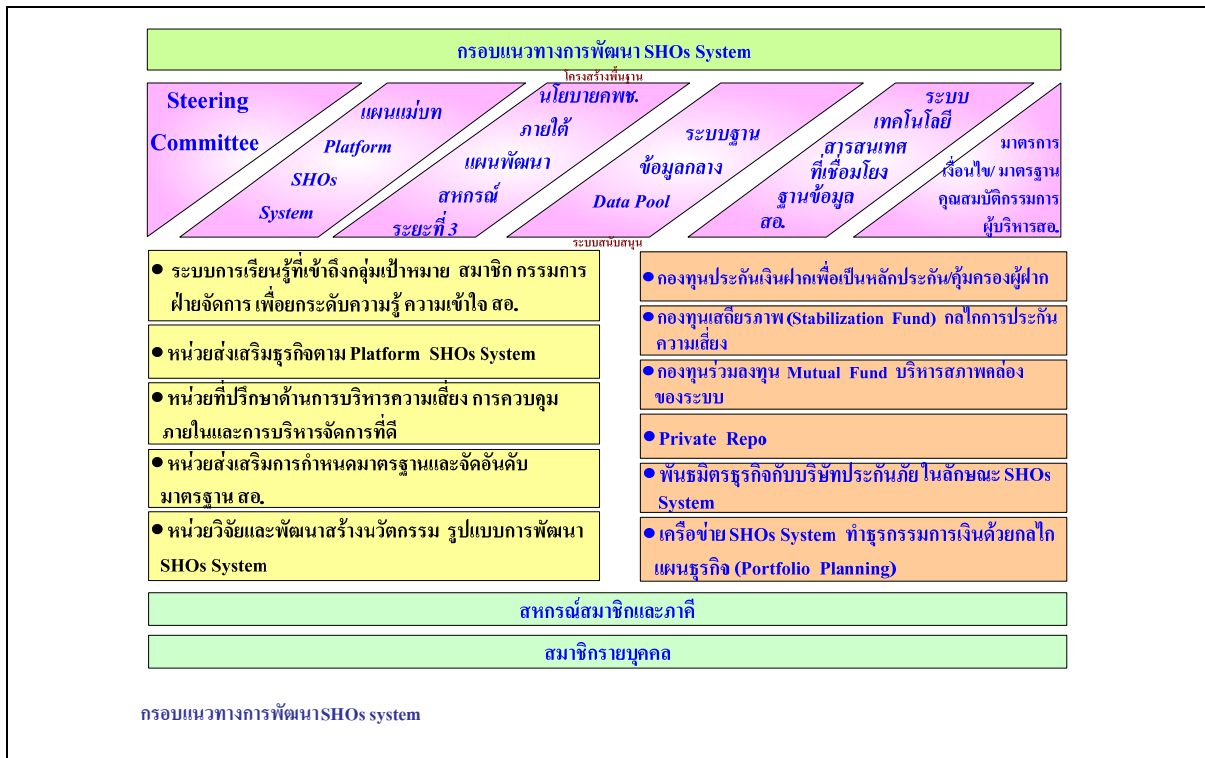 กรอบแนวทางการพัฒนา SHOs System
โครงสร้างพื้นฐาน
Steering
Committee
แผนแม่บท
Platform
SHOs
System
นโยบายคพช.
ภายใต้
แผนพัฒนา
สหกรณ์
ระยะที่ 3
ระบบฐาน
ข้อมูลกลาง
Data Pool
ระบบ
เทคโนโลยี
สารสนเทศ
ที่เชื่อมโยง
ฐานข้อมูล
สอ.
มาตรการ
เงื่อนไข/ มาตรฐาน
คุณสมบัติกรรมการ
ผู้บริหารสอ.
ระบบสนับสนุน
● ระบบการเรียนรู้ที่เข้าถึงกลุ่มเป้าหมาย สมาชิก กรรมการ
ฝ่ายจัดการ เพื่อยกระดับความรู้ ความเข้าใจ สอ.
● หน่วยส่งเสริมธุรกิจตาม Platform SHOs System
● หน่วยที่ปรึกษาด้านการบริหารความเสี่ยง การควบคุม
ภายในและการบริหารจัดการที่ดี
● หน่วยส่งเสริมการกำหนดมาตรฐานและจัดอันดับ
มาตรฐาน สอ.
● หน่วยวิจัยและพัฒนาสร้างนวัตกรรม รูปแบบการพัฒนา
SHOs System
● กองทุนประกันเงินฝากเพื่อเป็นหลักประกัน/คุ้มครองผู้ฝาก
● กองทุนเสถียรภาพ (Stabilization Fund) กลไกการประกัน
ความเสี่ยง
● กองทุนร่วมลงทุน Mutual Fund บริหารสภาพคล่อง
ของระบบ
● Private Repo
● พันธมิตรธุรกิจกับบริษัทประกันภัย ในลักษณะ SHOs
System
● เครือข่าย SHOs System ทำธุรกรรมการเงินด้วยกลไก
แผนธุรกิจ (Portfolio Planning)
สหกรณ์สมาชิกและภาคี
สมาชิกรายบุคคล
กรอบแนวทางการพัฒนา SHOs system